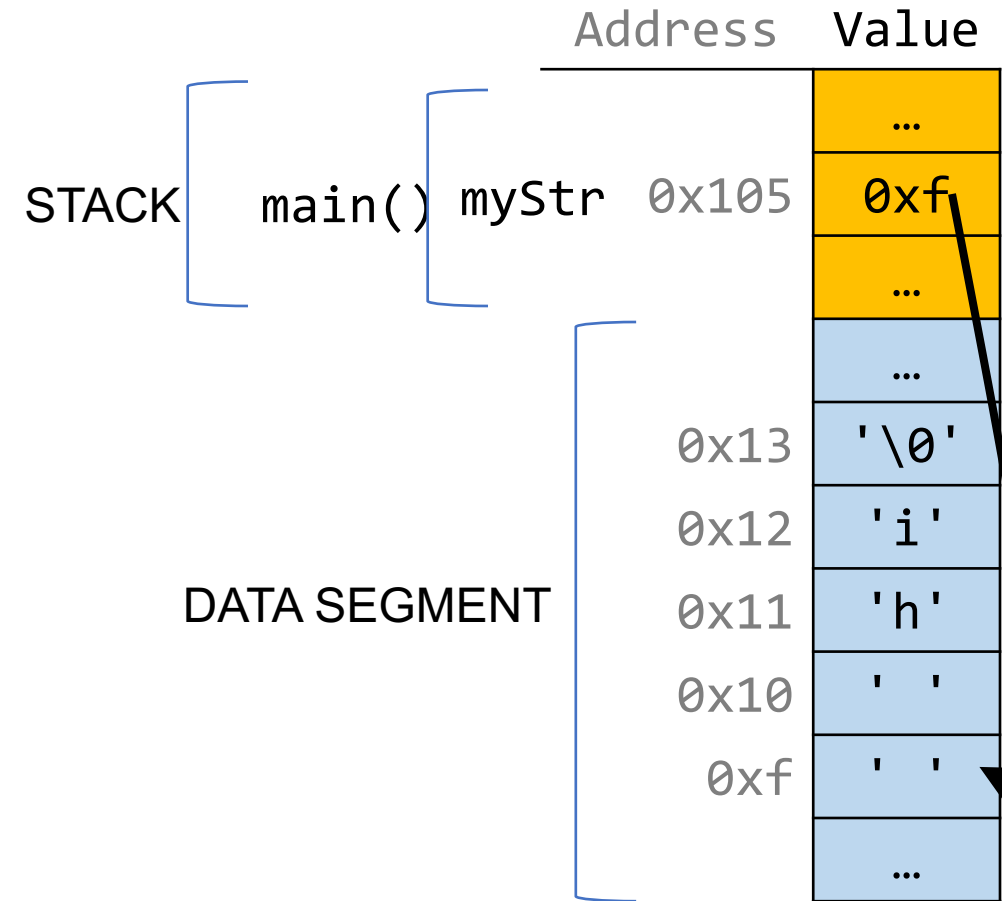 Address Value
…
STACK main() myStr 0x105 0xf
…
…
0x13 '\0'
0x12 'i'
DATA SEGMENT 0x11 'h'
0x10 ' '
0xf ' '
…